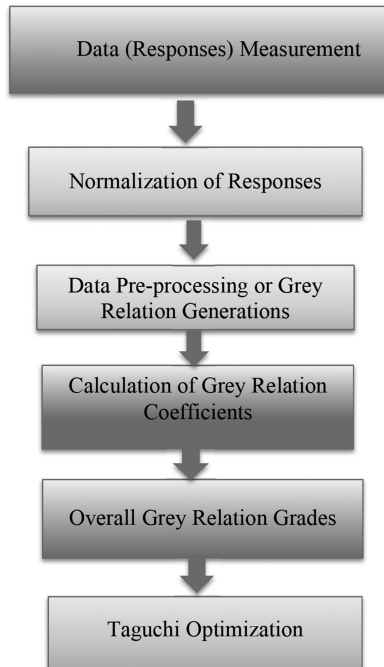 Data (Responses) Measurement
Normalization of Responses
Data Pre-processing or Grey
Relation Generations
Calculation of Grey Relation
Coefficients
Overall Grey Relation Grades
Taguchi Optimization